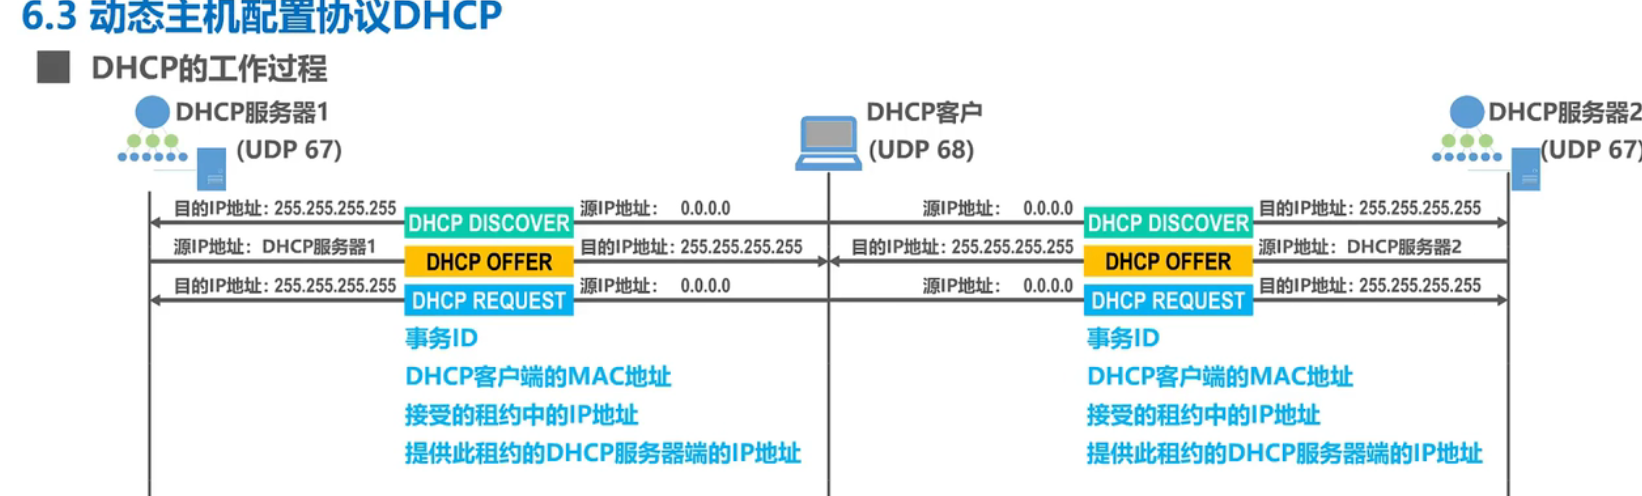 6.3 动态主机配置协议DHCP
DHCP的工作过程
DHCP服务器1
(UDP 67)
DHCP客户
(UDP 68)
DHCP服务器2
(UDP 67)
目的IP地址: 255.255.255.255 DHCP DISCOVER 源IP地址: 0.0.0.0 源IP地址: 0.0.0.0 DHCP DISCOVER 目的IP地址: 255.255.255.255
源IP地址: DHCP服务器1 DHCP OFFER 目的IP地址: 255.255.255.255 目的IP地址: 255.255.255.255 DHCP OFFER 源IP地址: DHCP服务器2
目的IP地址: 255.255.255.255 DHCP REQUEST 源IP地址: 0.0.0.0 源IP地址: 0.0.0.0 DHCP REQUEST 目的IP地址: 255.255.255.255
事务ID
DHCP客户端的MAC地址
接受的租约中的IP地址
提供此租约的DHCP服务器端的IP地址
事务ID
DHCP客户端的MAC地址
接受的租约中的IP地址
提供此租约的DHCP服务器端的IP地址